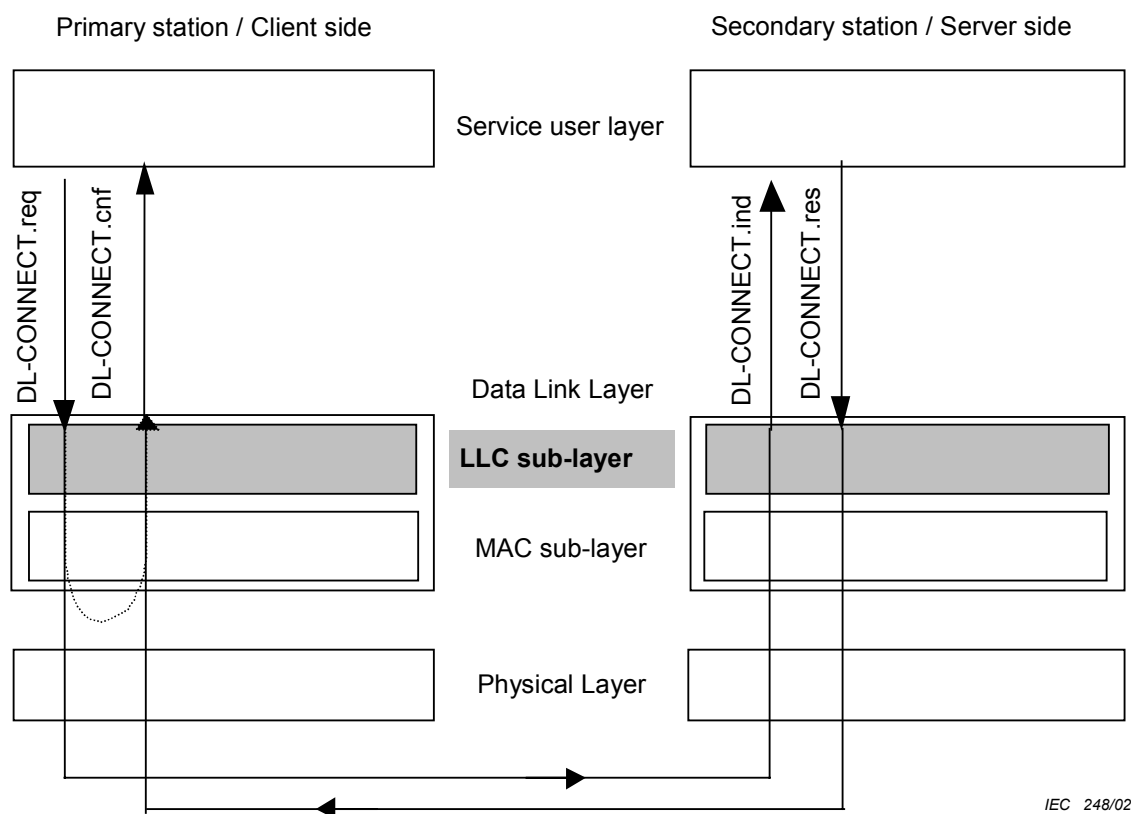 Primary station / Client side
Secondary station / Server side
Service user layer
DL-CONNECT.req
DL-CONNECT.cnf
DL-CONNECT.ind
DL-CONNECT.res
Data Link Layer
LLC sub-layer
MAC sub-layer
Physical Layer
IEC 248/02